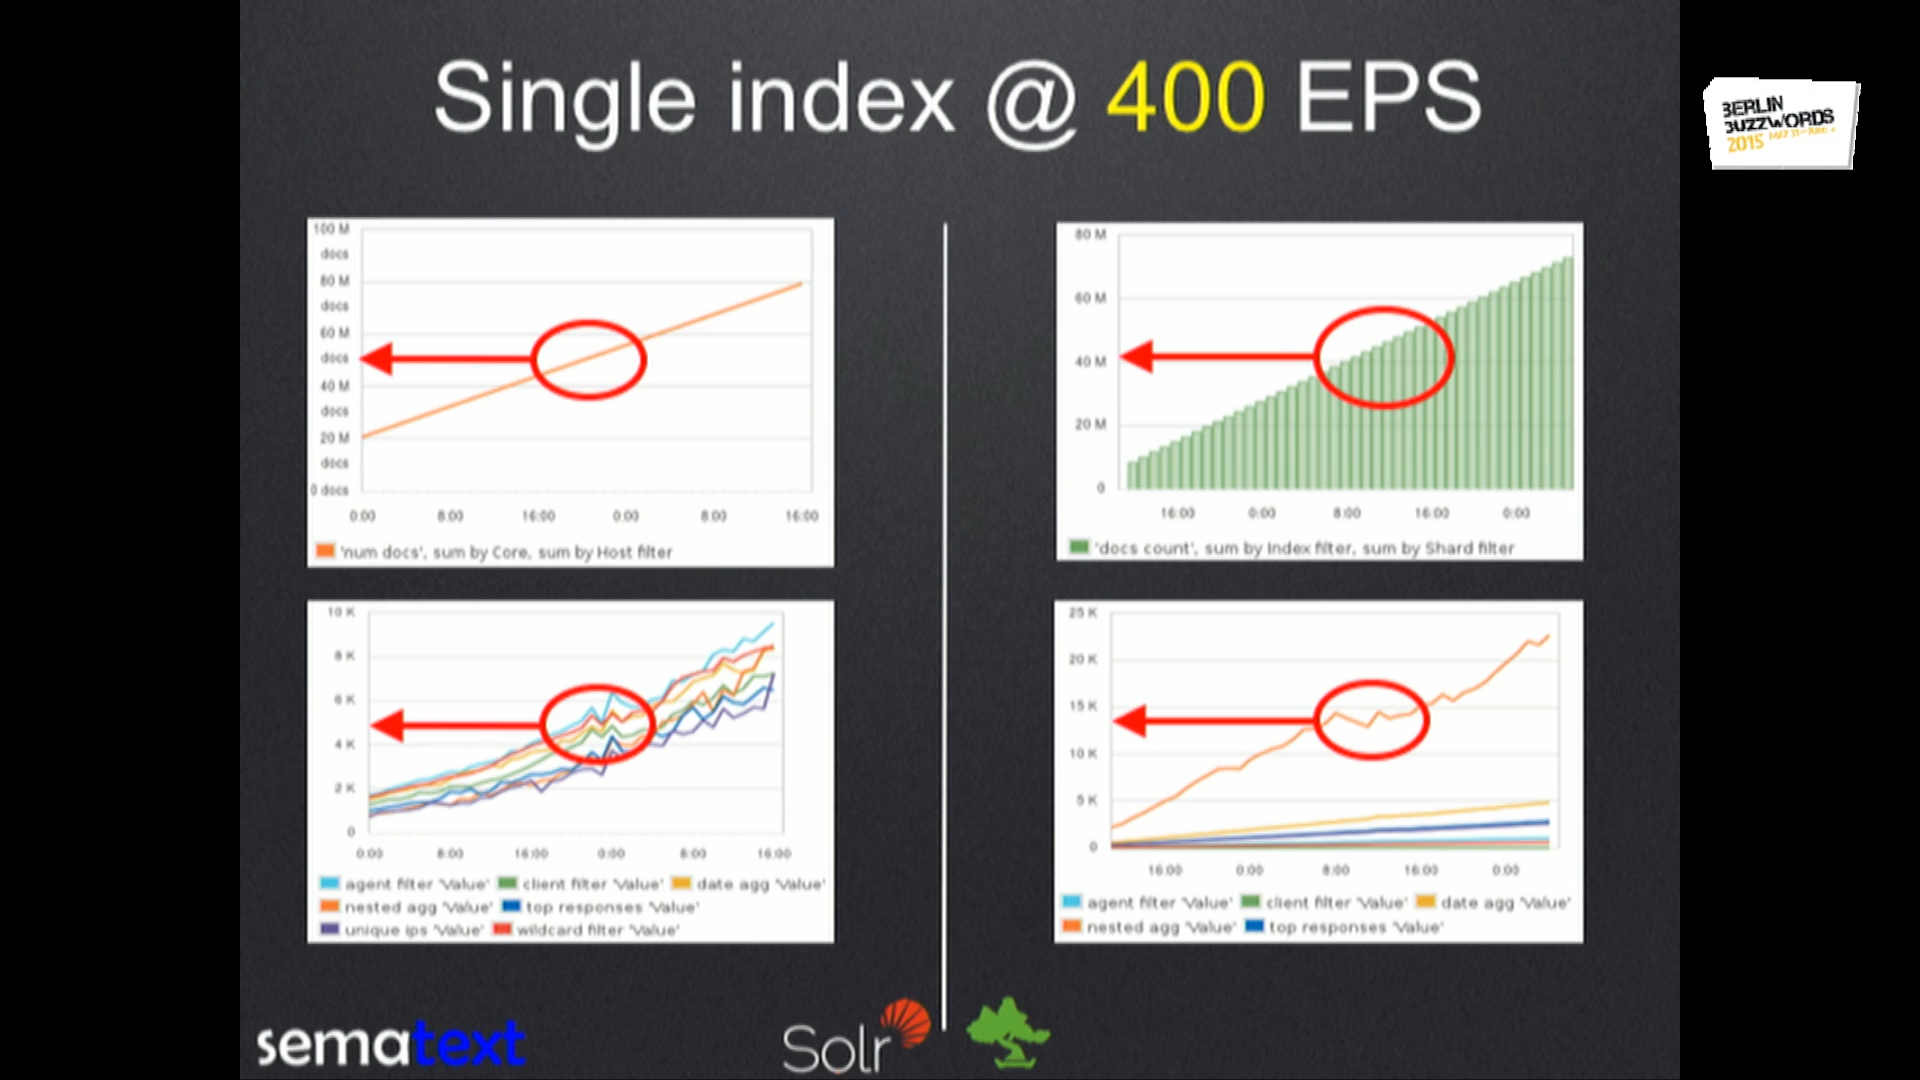 Single index @ 400 EPS
BERLIN
BUZZWORDS
2015
100 M
docs
80 M
docs
60 M
docs
40 M
docs
20 M
docs
0 docs
0:00 8:00 16:00 0:00 8:00 16:00
'num docs', sum by Core, sum by Host filter
80 M
60 M
40 M
20 M
0
16:00 0:00 8:00 16:00 0:00
'docs count', sum by Index filter, sum by Shard filter
10 K
8 K
6 K
4 K
2 K
0
0:00 8:00 16:00 0:00 8:00 16:00
agent filter 'Value' client filter 'Value' date agg 'Value'
nested agg 'Value' top responses 'Value'
unique ips 'Value' wildcard filter 'Value'
25 K
20 K
15 K
10 K
5 K
0
16:00 0:00 8:00 16:00 0:00
agent filter 'Value' client filter 'Value' date agg 'Value'
nested agg 'Value' top responses 'Value'
sematext
Solr